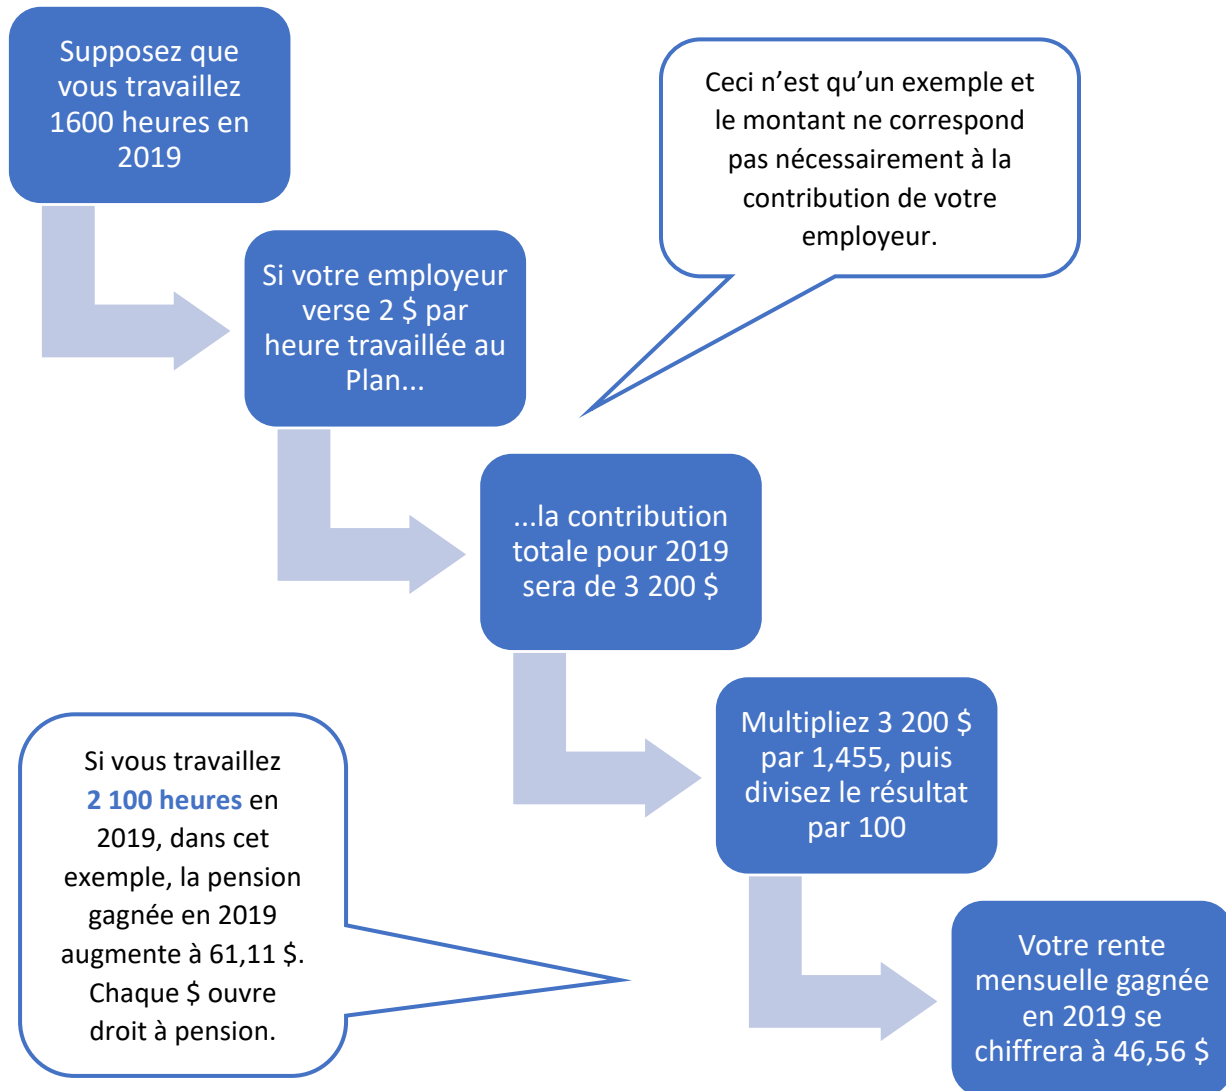 Supposez que
vous travaillez
1600 heures en
2019
Ceci n’est qu’un exemple et
le montant ne correspond
pas nécessairement à la
contribution de votre
employeur.
Si votre employeur
verse 2 $ par
heure travaillée au
Plan...
...la contribution
totale pour 2019
sera de 3 200 $
Multipliez 3 200 $
par 1,455, puis
divisez le résultat
par 100
Si vous travaillez
2 100 heures en
2019, dans cet
exemple, la pension
gagnée en 2019
augmente à 61,11 $.
Chaque $ ouvre
droit à pension.
Votre rente
mensuelle gagnée
en 2019 se
chiffrera à 46,56 $